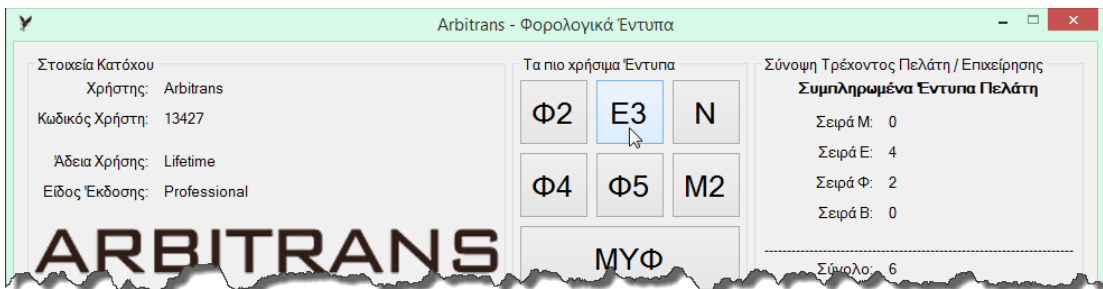 Arbitrans - Φορολογικά Έντυπα
Στοιχεία Κατόχου
Χρήστης: Arbitrans
Κωδικός Χρήστη: 13427
Άδεια Χρήσης: Lifetime
Είδος Έκδοσης: Professional
ARBITRANS
Τα πιο χρήσιμα Έντυπα
Φ2 Ε3 Ν
Φ4 Φ5 Μ2
ΜΥΦ
Σύνοψη Τρέχοντος Πελάτη / Επιχείρησης
Συμπληρωμένα Έντυπα Πελάτη
Σειρά Μ: 0
Σειρά Ε: 4
Σειρά Φ: 2
Σειρά Β: 0
Σύνολο: 6